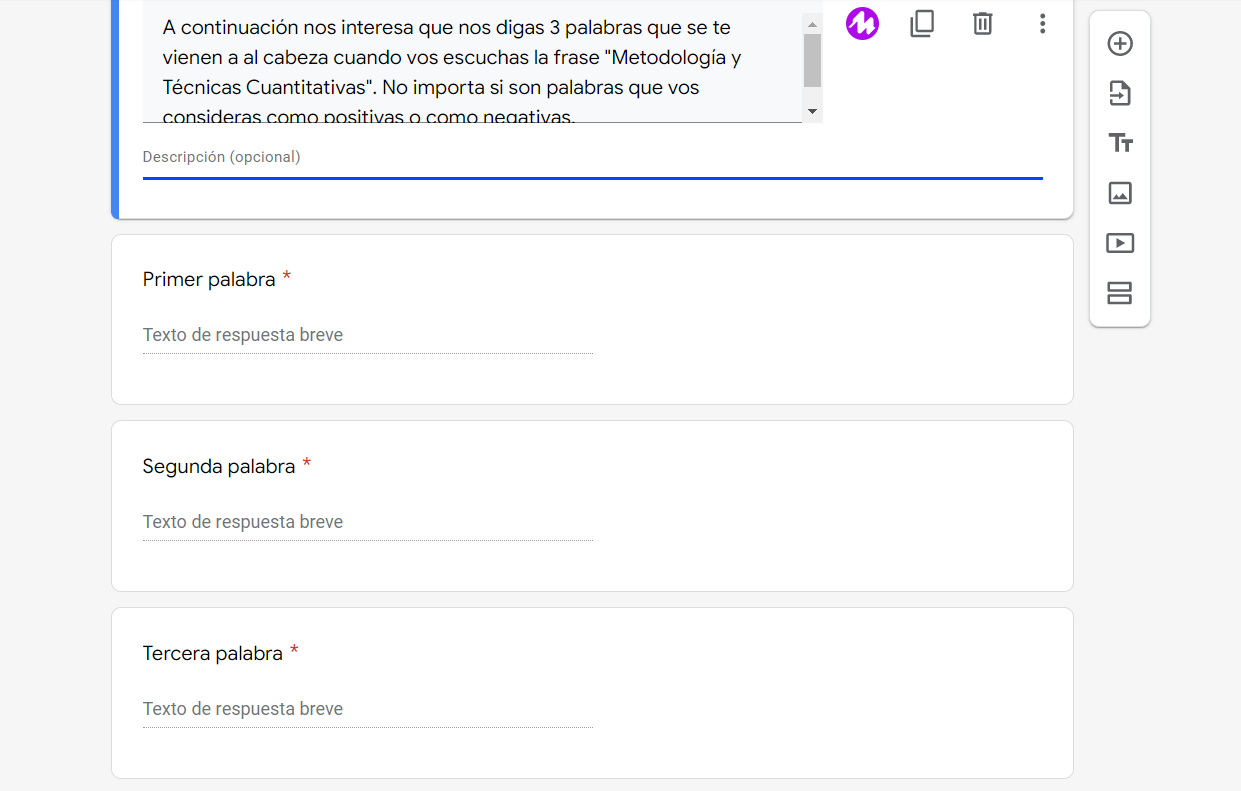 A continuación nos interesa que nos digas 3 palabras que se te
vienen a al cabeza cuando vos escuchas la frase "Metodología y
Técnicas Cuantitativas". No importa si son palabras que vos
consideras como positivas o como negativas.
Descripción (opcional)
Primer palabra *
Texto de respuesta breve
Segunda palabra *
Texto de respuesta breve
Tercera palabra *
Texto de respuesta breve